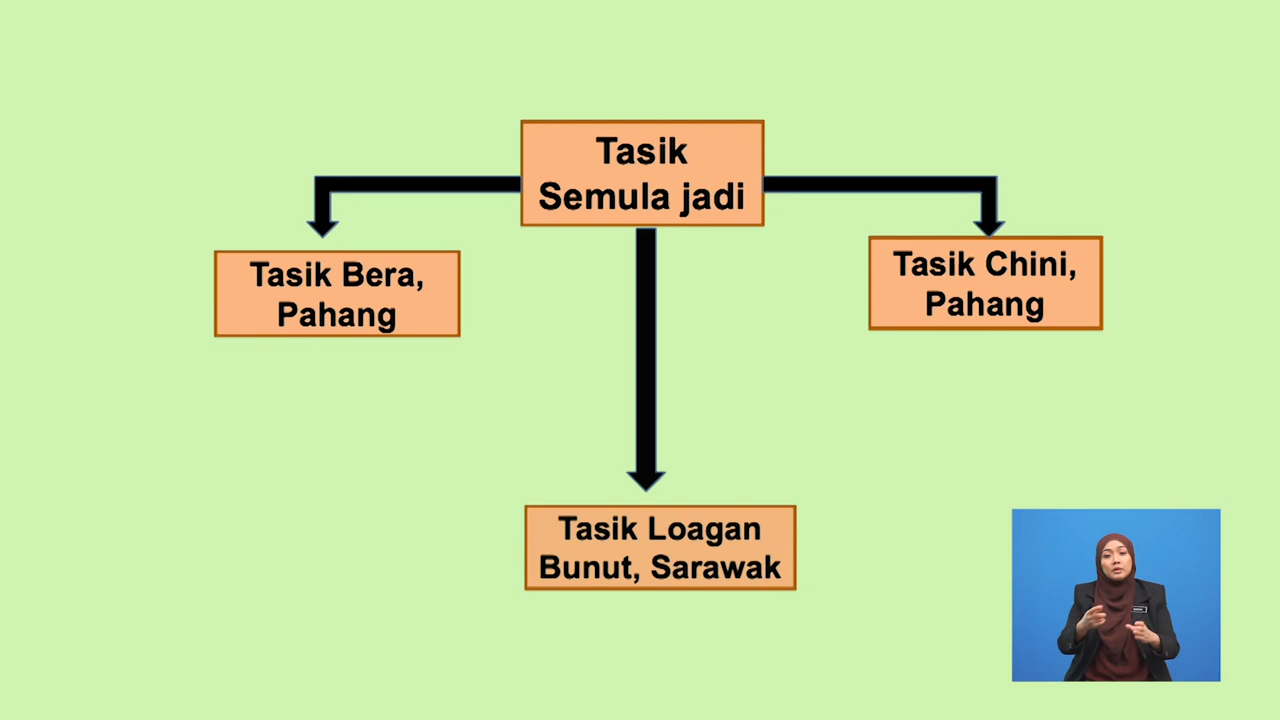 Tasik
Semula jadi
Tasik Bera,
Pahang
Tasik Chini,
Pahang
Tasik Loagan
Bunut, Sarawak